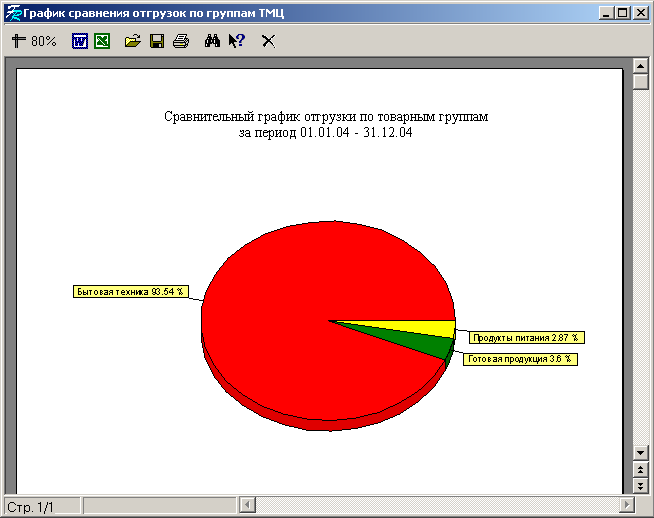 График сравнения отгрузок по группам ТМЦ
80%
Сравнительный график отгрузки по товарным группам
за период 01.01.04 - 31.12.04
Бытовая техника 93.54 %
Продукты питания 2.87 %
Готовая продукция 3.6 %
Стр. 1/1